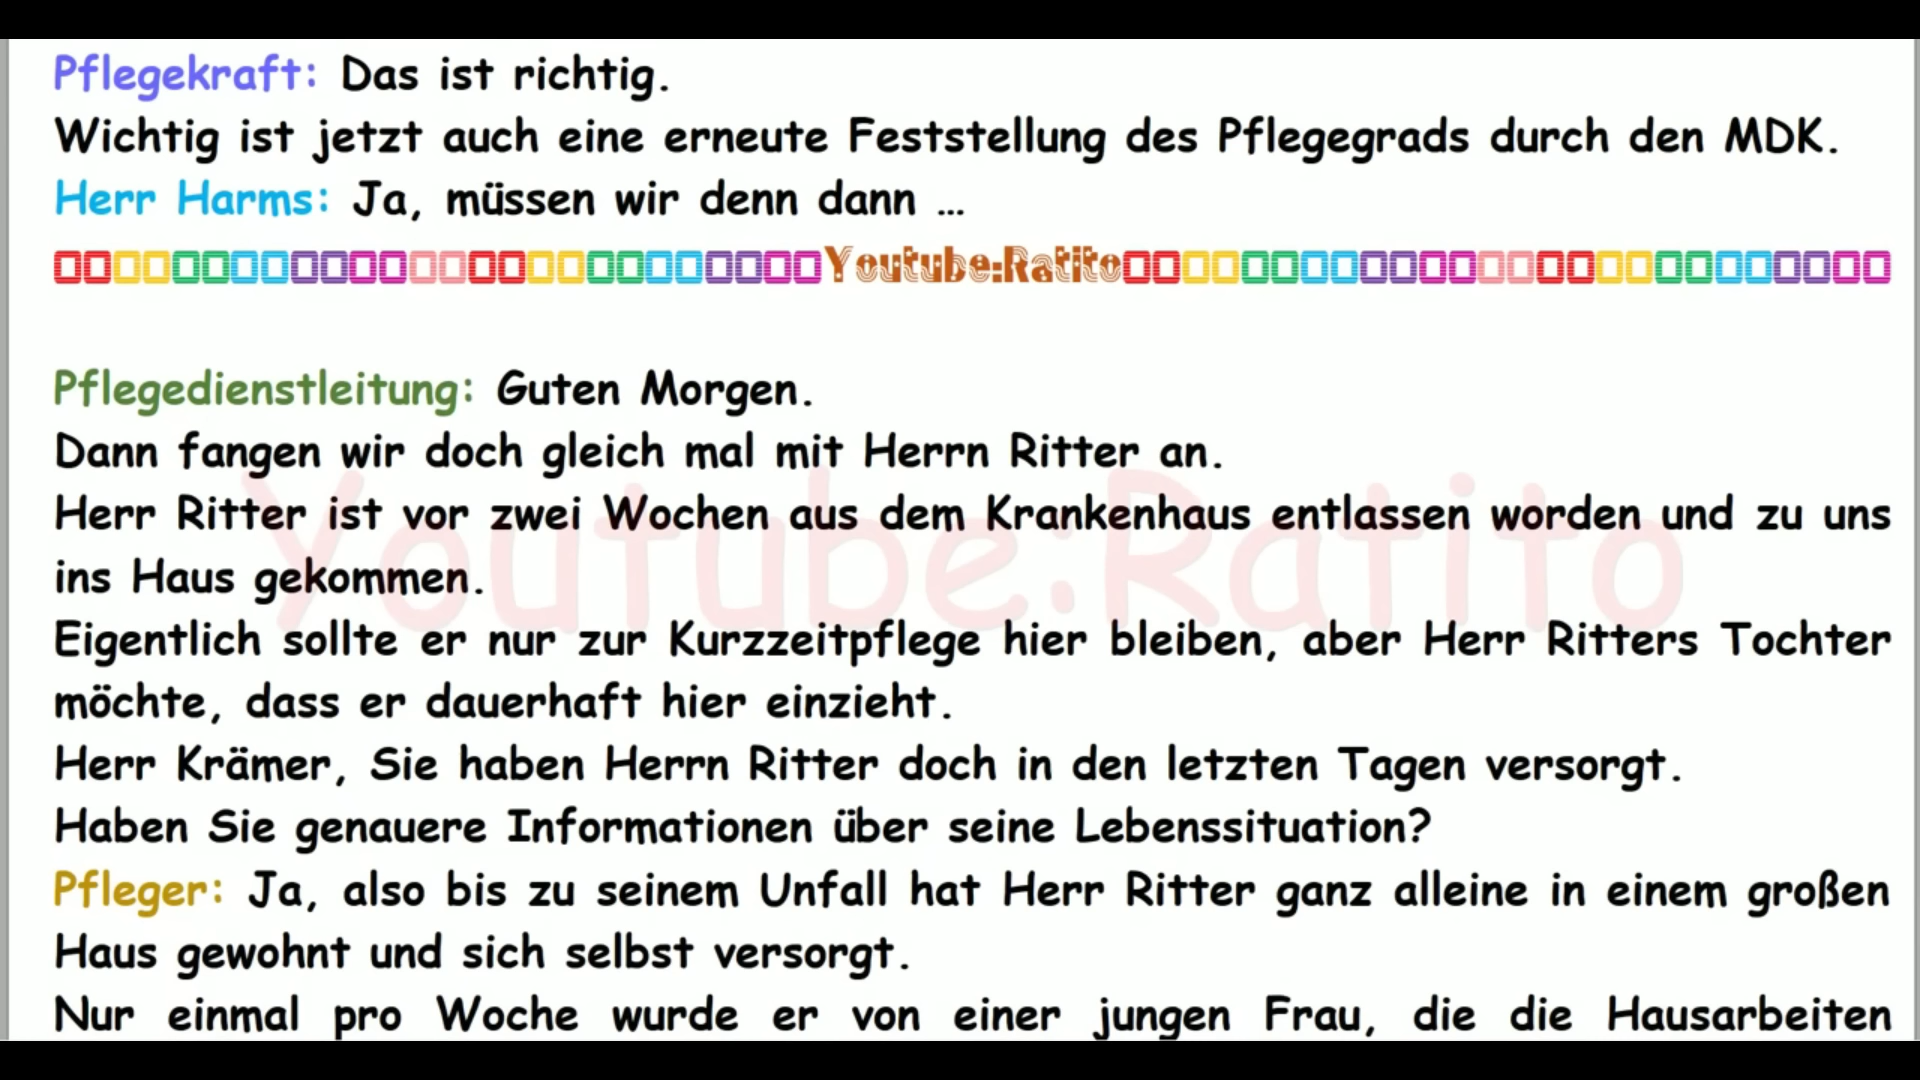 Pflegekraft: Das ist richtig.
Wichtig ist jetzt auch eine erneute Feststellung des Pflegegrads durch den MDK.
Herr Harms: Ja, müssen wir denn dann ...
Youtube:Ratito
Pflegedienstleitung: Guten Morgen.
Dann fangen wir doch gleich mal mit Herrn Ritter an.
Herr Ritter ist vor zwei Wochen aus dem Krankenhaus entlassen worden und zu uns
ins Haus gekommen.
Youtube:Ratito
Eigentlich sollte er nur zur Kurzzeitpflege hier bleiben, aber Herr Ritters Tochter
möchte, dass er dauerhaft hier einzieht.
Herr Krämer, Sie haben Herrn Ritter doch in den letzten Tagen versorgt.
Haben Sie genauere Informationen über seine Lebenssituation?
Pfleger: Ja, also bis zu seinem Unfall hat Herr Ritter ganz alleine in einem großen
Haus gewohnt und sich selbst versorgt.
Nur einmal pro Woche wurde er von einer jungen Frau, die die Hausarbeiten